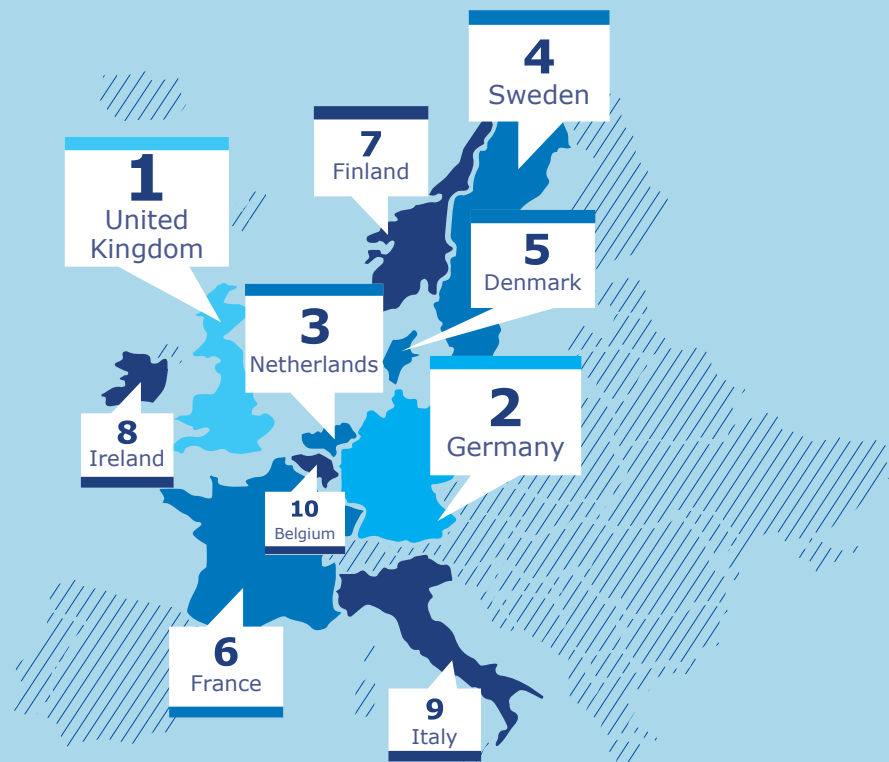 4
Sweden
7
Finland
1
United
Kingdom
5
Denmark
3
Netherlands
2
Germany
8
Ireland
10
Belgium
6
France
9
Italy